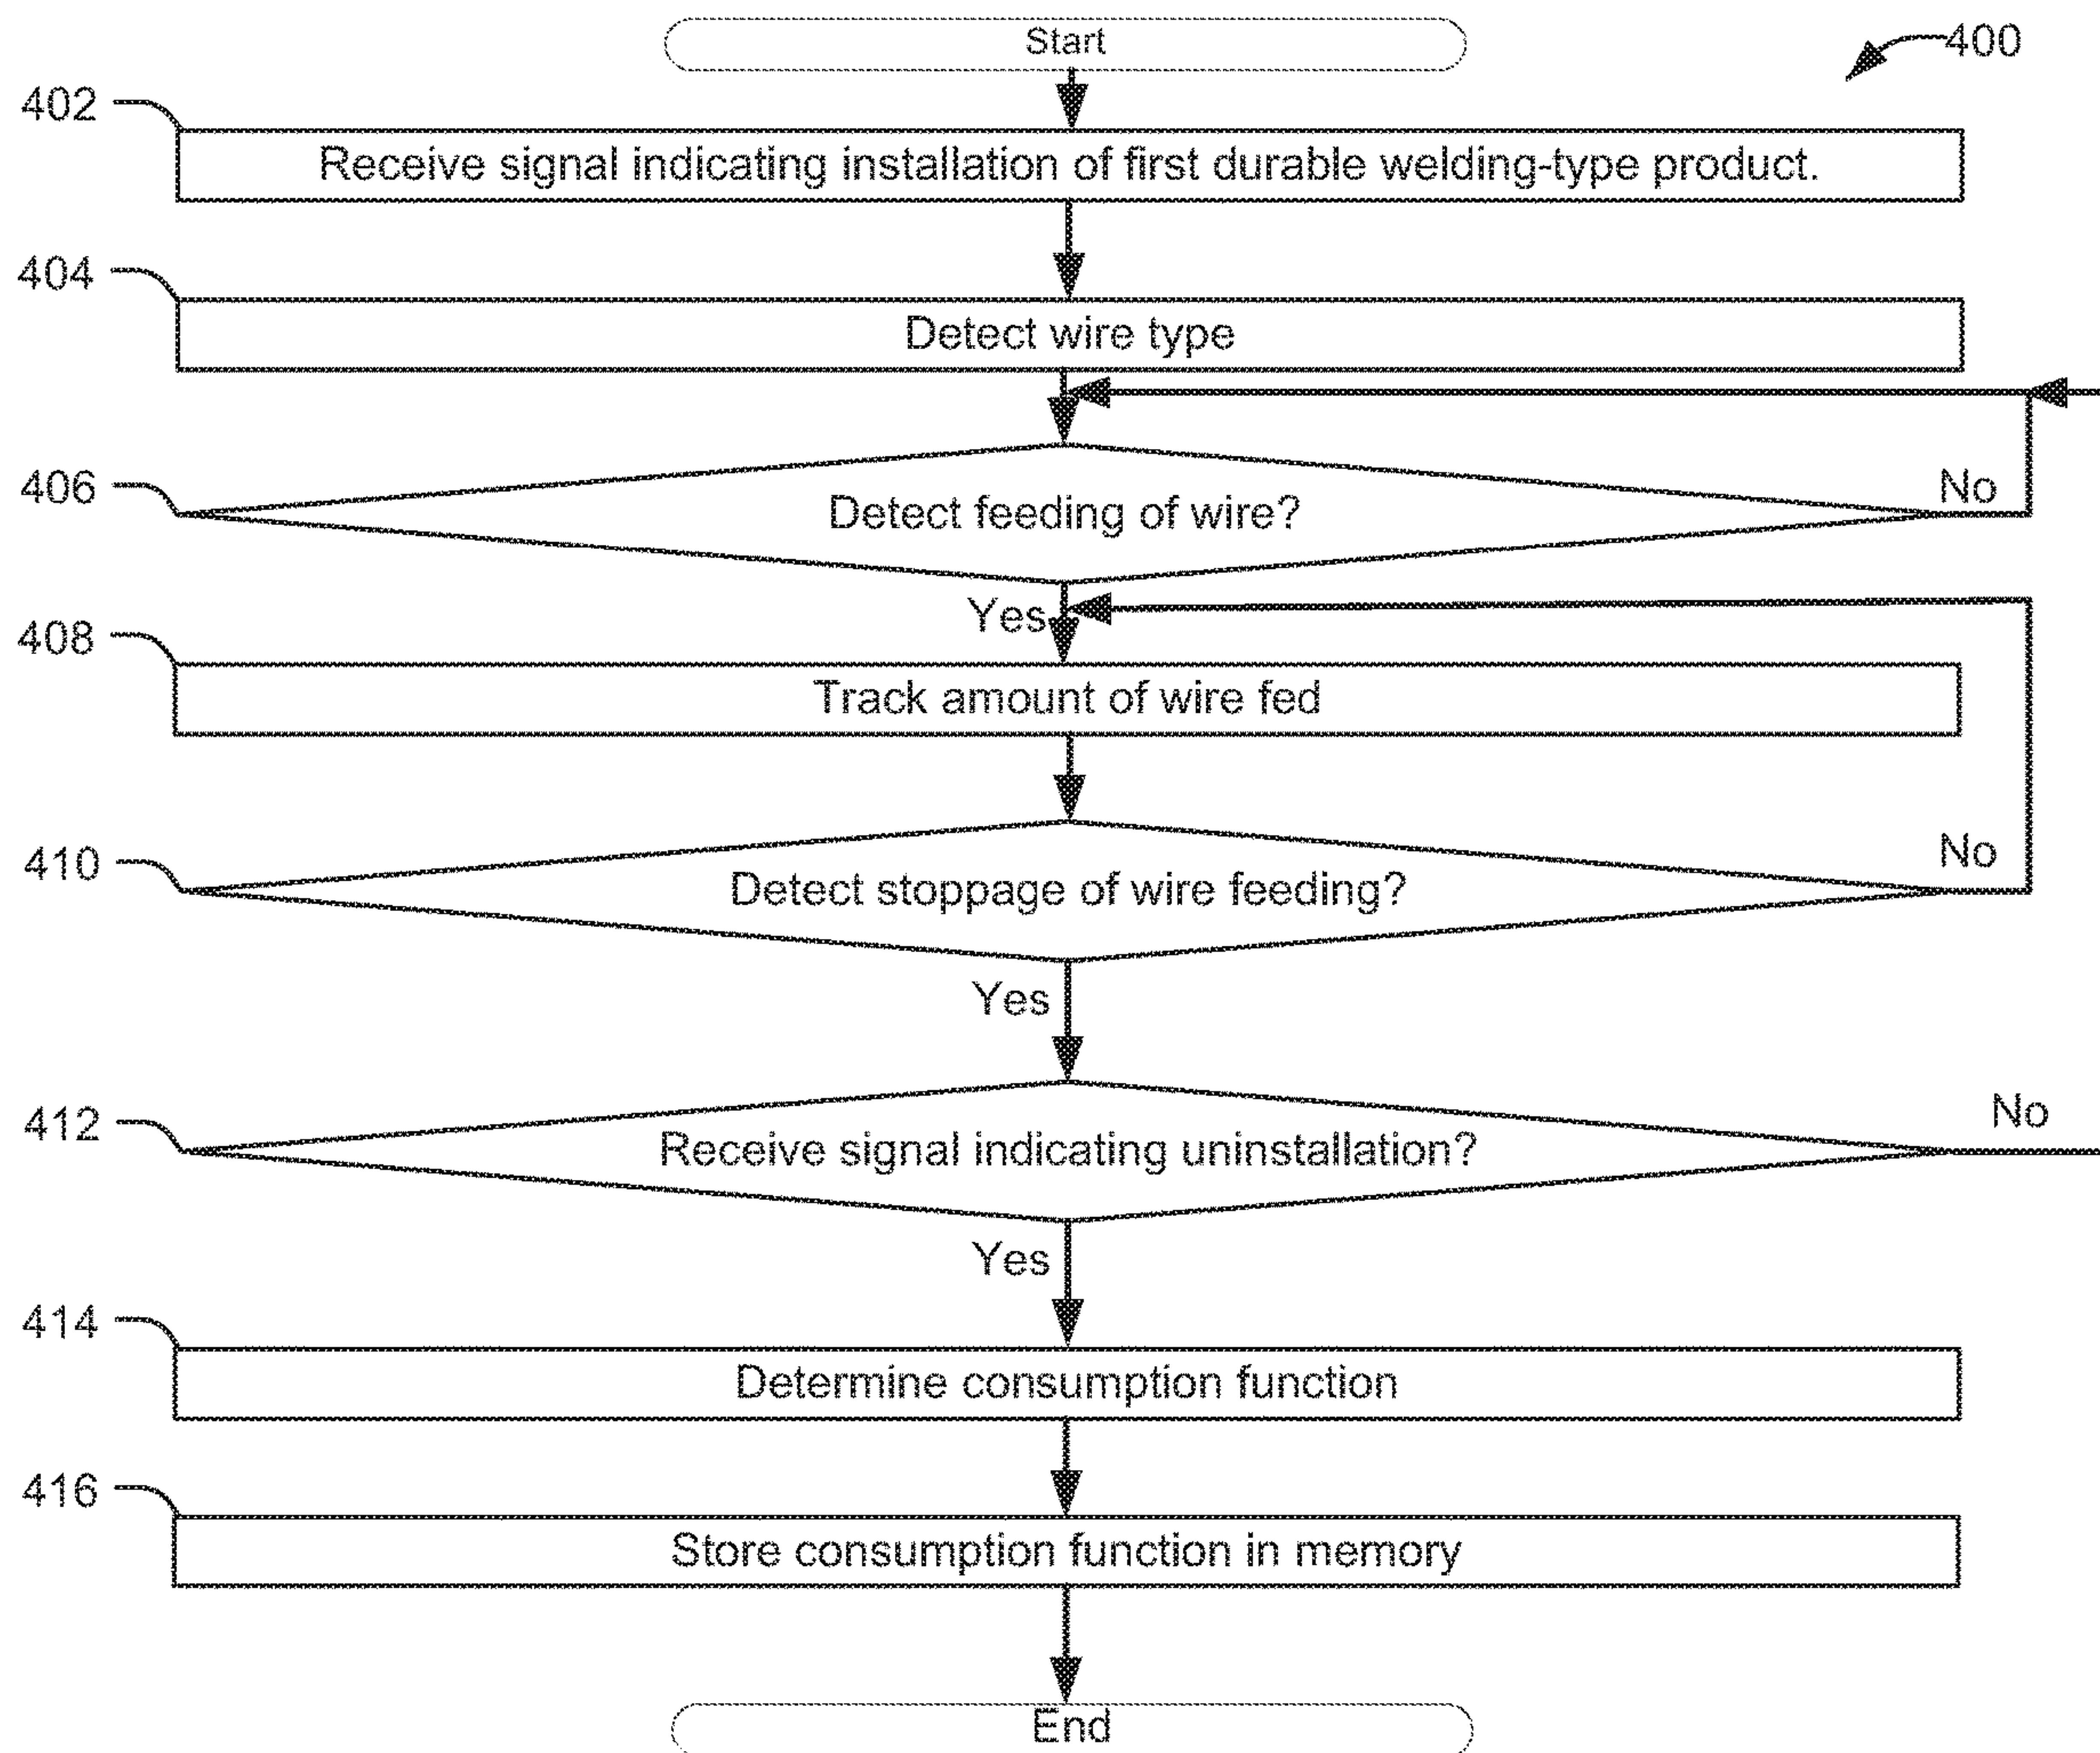 Start
400
402
Receive signal indicating installation of first durable welding-type product.
404
Detect wire type
406
Detect feeding of wire?
No
Yes
408
Track amount of wire fed
410
Detect stoppage of wire feeding?
No
Yes
412
Receive signal indicating uninstallation?
No
Yes
414
Determine consumption function
416
Store consumption function in memory
End